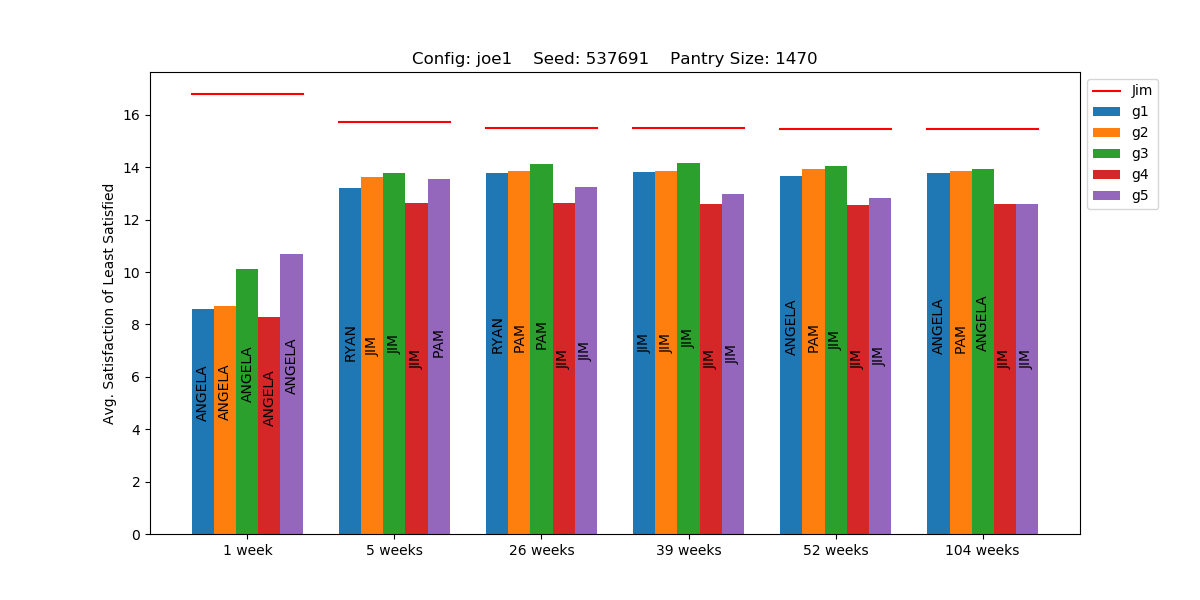 Config: joe1    Seed: 537691    Pantry Size: 1470
Avg. Satisfaction of Least Satisfied
16
14
12
10
8
6
4
2
0
ANGELA
ANGELA
ANGELA
ANGELA
ANGELA
RYAN
JIM
JIM
JIM
PAM
RYAN
PAM
PAM
JIM
JIM
JIM
JIM
JIM
JIM
JIM
ANGELA
PAM
JIM
JIM
JIM
ANGELA
PAM
ANGELA
JIM
JIM
1 week
5 weeks
26 weeks
39 weeks
52 weeks
104 weeks
Jim
g1
g2
g3
g4
g5